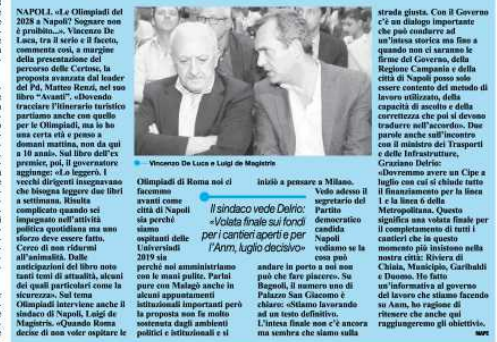 NAPOLI. «Le Olimpiadi del
2028 a Napoli? Sognare non
è proibito...». Vincenzo De
Luca, tra il serio e il faceto,
commenta così, a margine
della presentazione del
percorso delle Certose, la
proposta avanzata dal leader
del Pd, Matteo Renzi, nel suo
libro “Avanti”. «Dovendo
tracciare l'itinerario turistico
partiamo anche con quello
per le Olimpiadi, ma io ho
una certa età e penso a
domani mattina, non da qui
a 10 anni». Sul libro dell'ex
premier, poi, il governatore
aggiunge: «Lo leggerò. I
vecchi dirigenti insegnavano
che bisogna leggere due libri
a settimana. Risulta
complicato quando sei
impegnato nell'attività
politica quotidiana ma uno
sforzo deve essere fatto.
Cerco di non ridurmi
all'animalità. Dalle
anticipazioni del libro noto
tanti temi di attualità, alcuni
dei quali particolari come la
sicurezza». Sul tema
Olimpiadi interviene anche il
sindaco di Napoli, Luigi de
Magistris. «Quando Roma
decise di non voler ospitare le
Vincenzo De Luca e Luigi de Magistris
Olimpiadi di Roma noi ci
facemmo
avanti come
città di Napoli
sia perché
siamo
ospitanti delle
Universiadi
2019 sia
perché noi amministriamo
con le mani pulite. Parlai
pure con Malagò anche in
alcuni appuntamenti
istituzionali importanti però
la proposta non fu molto
sostenuta dagli ambienti
politici e istituzionali e si
Il sindaco vede Delrio:
«Volata finale sui fondi
per i cantieri aperti e per
l'Anm, luglio decisivo»
iniziò a pensare a Milano.
Vedo adesso il
segretario del
Partito
democratico
candida
Napoli
vediamo se la
cosa può
andare in porto a noi non
può che fare piacere». Su
Bagnoli, il numero uno di
Palazzo San Giacomo è
chiaro: «Stiamo lavorando
ad un testo definitivo.
L'intesa finale non c'è ancora
ma sembra che siamo sulla
strada giusta. Con il Governo
c'è un dialogo importante
che può condurre ad
un'intesa storica ma fino a
quando non ci saranno le
firme del Governo, della
Regione Campania e della
città di Napoli posso solo
essere contento del metodo di
lavoro utilizzato, della
capacità di ascolto e della
correttezza che poi si devono
tradurre nell'accordo». Due
parole anche sull'incontro
con il ministro dei Trasporti
e delle Infrastrutture,
Graziano Delrio:
«Dovremmo avere un Cipe a
luglio con cui si chiude tutto
il finanziamento per la linea
1 e la linea 6 della
Metropolitana. Questo
significa una volata finale per
il completamento di tutti i
cantieri che in questo
momento più insistono nella
nostra città: Riviera di
Chiaia, Municipio, Garibaldi
e Duomo. Ho fatto
un'informativa al governo
del lavoro che stiamo facendo
su Anm, ho ragione di
ritenere che anche qui
raggiungeremo gli obiettivi».